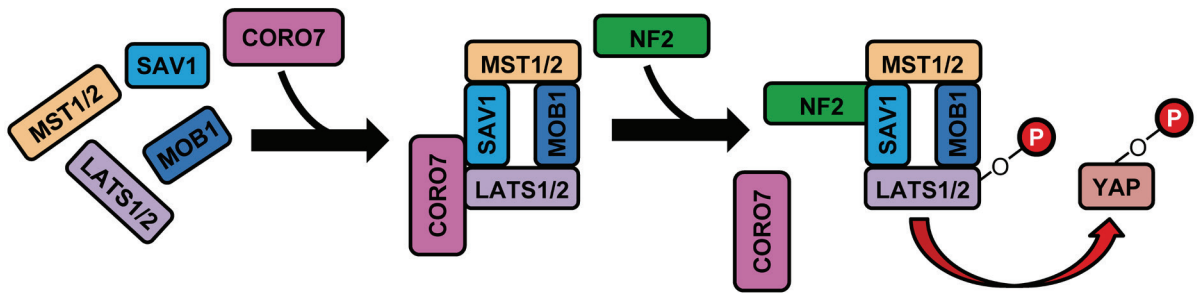 CORO7
SAV1
MST1/2
MOB1
LATS1/2
MST1/2
SAV1
MOB1
CORO7
LATS1/2
NF2
MST1/2
NF2
SAV1
MOB1
LATS1/2
CORO7
O
P
YAP
O
P